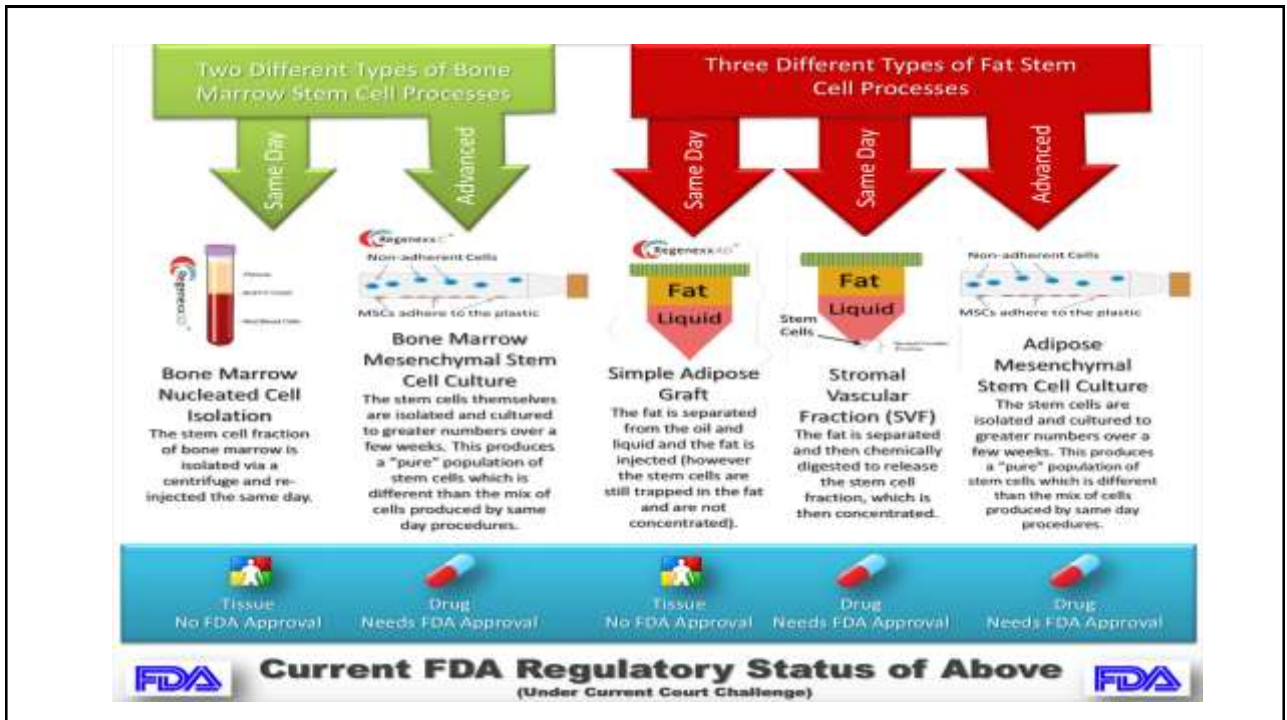 Two Different Types of Bone
Marrow Stem Cell Processes
Same Day
Advanced
Three Different Types of Fat Stem
Cell Processes
Same Day
Same Day
Advanced
Regenexx
Red Blood Cells
Bone Marrow
Nucleated Cell
Isolation
The stem cell fraction
of bone marrow is
isolated via a
centrifuge and re-
injected the same day.
Regenexx C™
Non-adherent Cells
MSCs adhere to the plastic
Bone Marrow
Mesenchymal Stem
Cell Culture
The stem cells themselves
are isolated and cultured
to greater numbers over a
few weeks. This produces
a "pure" population of
stem cells which is
different than the mix of
cells produced by same
day procedures.
Regenexx AD™
Fat
Liquid
Simple Adipose
Graft
The fat is separated
from the oil and
liquid and the fat is
injected (however
the stem cells are
still trapped in the fat
and are not
concentrated).
Fat
Liquid
Stem
Cells
Stromal
Vascular
Fraction (SVF)
The fat is separated
and then chemically
digested to release
the stem cell
fraction, which is
then concentrated.
Non-adherent Cells
MSCs adhere to the plastic
Adipose
Mesenchymal
Stem Cell Culture
The stem cells are
isolated and cultured to
greater numbers over a
few weeks. This produces
a "pure" population of
stem cells which is different
than the mix of cells
produced by same day
procedures.
Tissue
No FDA Approval
Drug
Needs FDA Approval
Tissue
No FDA Approval
Drug
Needs FDA Approval
Drug
Needs FDA Approval
FDA
Current FDA Regulatory Status of Above
(Under Current Court Challenge)
FDA